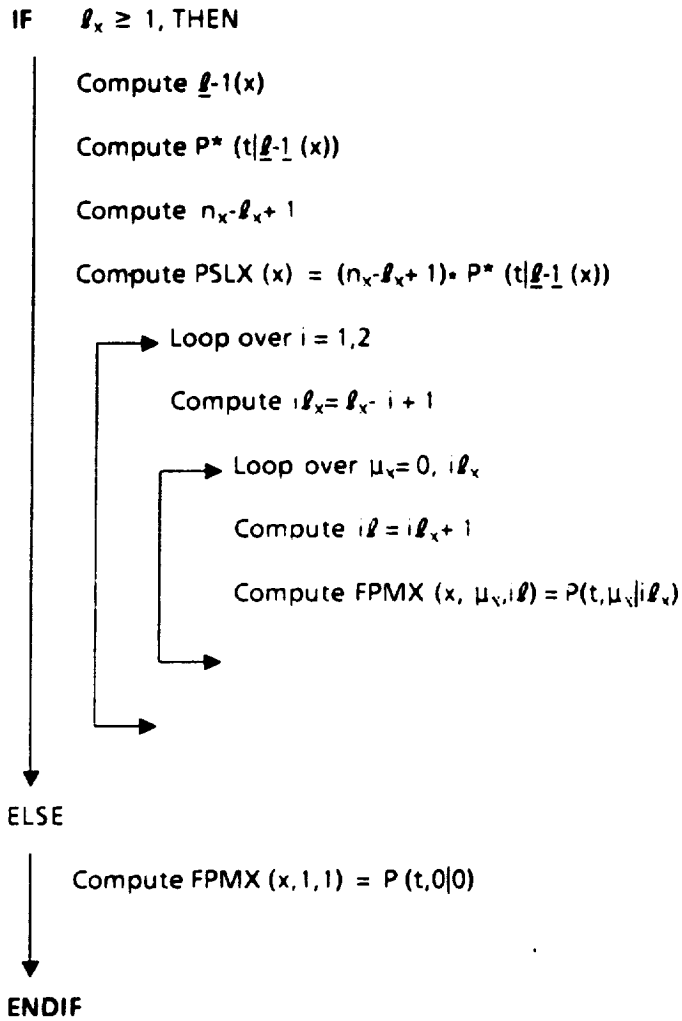 IF ℓₓ ≥ 1, THEN
Compute ℓ-1(x)
Compute P* (t|ℓ-1 (x))
Compute nₓ-ℓₓ+ 1
Compute PSLX (x) = (nₓ-ℓₓ+ 1)• P* (t|ℓ-1 (x))
Loop over i = 1,2
Compute iℓₓ= ℓₓ- i + 1
Loop over μₓ= 0, iℓₓ
Compute iℓ = iℓₓ+ 1
Compute FPMX (x, μₓ,iℓ) = P(t,μₓ|iℓₓ)
ELSE
Compute FPMX (x,1,1) = P (t,0|0)
ENDIF